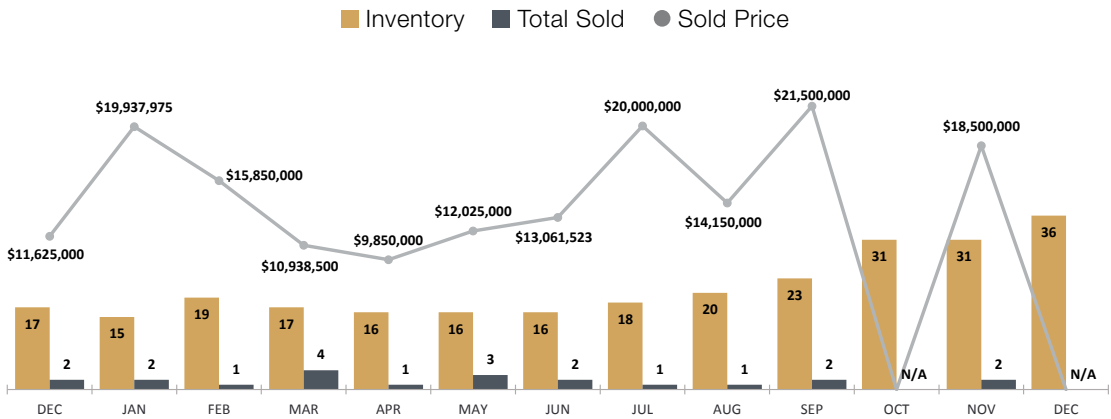 Inventory Total Sold Sold Price
$11,625,000
$19,937,975
$15,850,000
$10,938,500
$9,850,000
$12,025,000
$13,061,523
$20,000,000
$14,150,000
$21,500,000
N/A
$18,500,000
N/A
17 2 15 2 19 1 17 4 16 1 16 3 16 2 18 1 20 1 23 2 31 31 2 36
DEC JAN FEB MAR APR MAY JUN JUL AUG SEP OCT NOV DEC